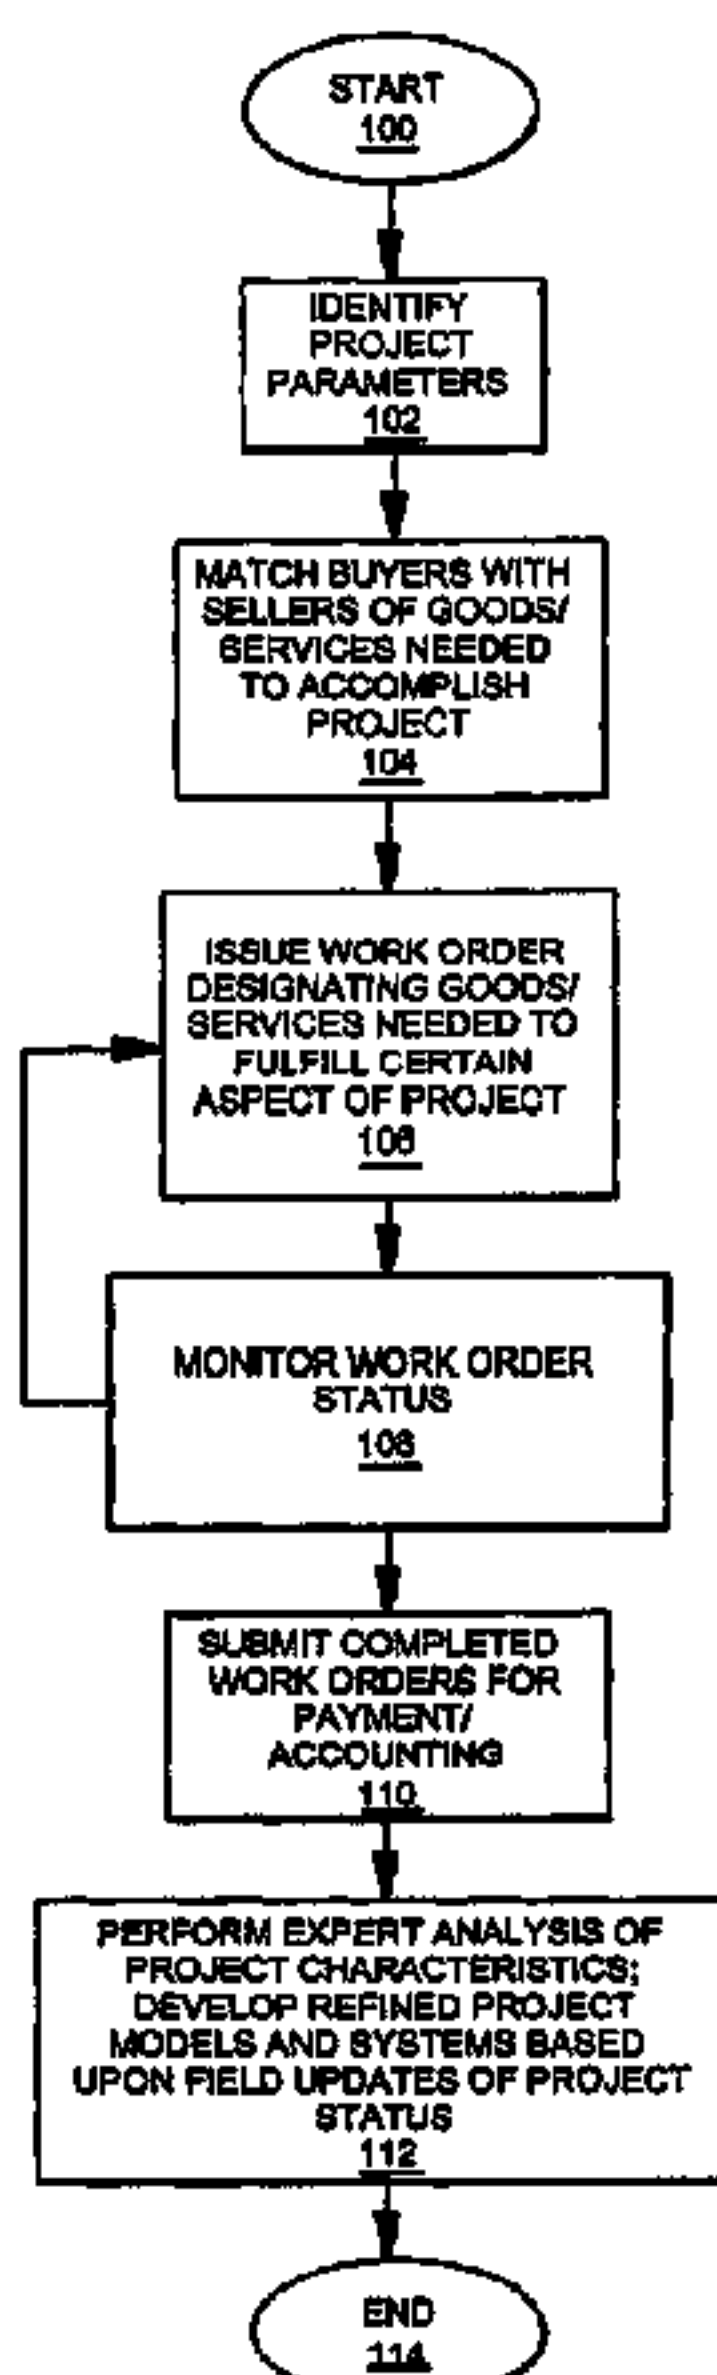 START
100
IDENTIFY
PROJECT
PARAMETERS
102
MATCH BUYERS WITH
SELLERS OF GOODS/
SERVICES NEEDED
TO ACCOMPLISH
PROJECT
104
ISSUE WORK ORDER
DESIGNATING GOODS/
SERVICES NEEDED TO
FULFILL CERTAIN
ASPECT OF PROJECT
106
MONITOR WORK ORDER
STATUS
108
SUBMIT COMPLETED
WORK ORDERS FOR
PAYMENT/
ACCOUNTING
110
PERFORM EXPERT ANALYSIS OF
PROJECT CHARACTERISTICS;
DEVELOP REFINED PROJECT
MODELS AND SYSTEMS BASED
UPON FIELD UPDATES OF PROJECT
STATUS
112
END
114